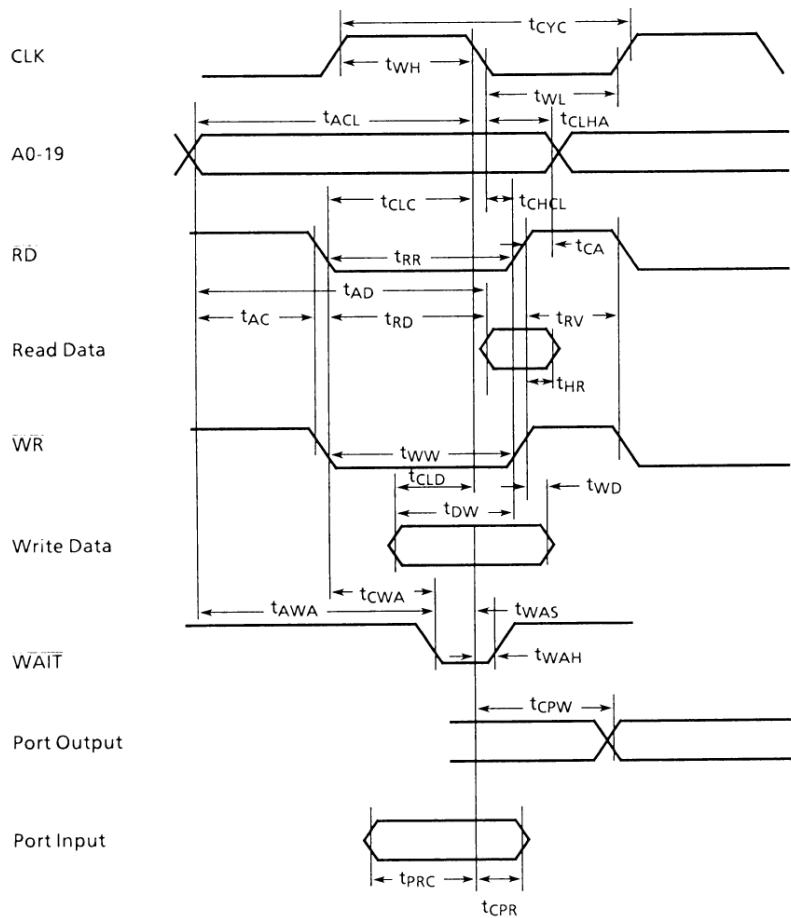 tCYC
CLK
tWH
tWL
tACL
tCLHA
A0-19
tCLC
tCHCL
RD
tRR
tCA
tAD
tAC
tRD
tRV
Read Data
tHR
WR
tWW
tCLD
tWD
tDW
Write Data
tCWA
tAWA
tWAS
WAIT
tWAH
tCPW
Port Output
Port Input
tPRC
tCPR